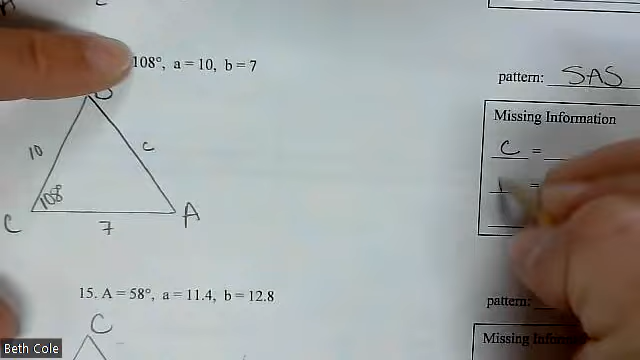 108°, a = 10, b = 7
10
c
108°
C
7
A
15. A = 58°, a = 11.4, b = 12.8
C
pattern: SAS
Missing Information
C =
=
pattern:
Missing
Beth Cole